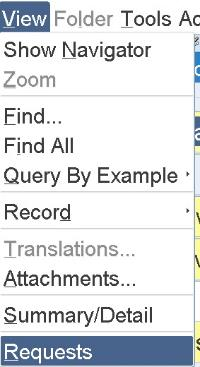 View Folder Tools Ac
Show Navigator
Zoom
Find...
Find All
Query By Example
Record
Translations...
Attachments...
Summary/Detail
Requests